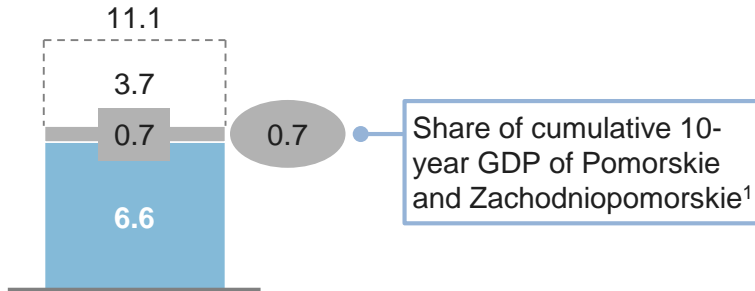 11.1
3.7
0.7
0.7
Share of cumulative 10-
year GDP of Pomorskie
and Zachodniopomorskie¹
6.6